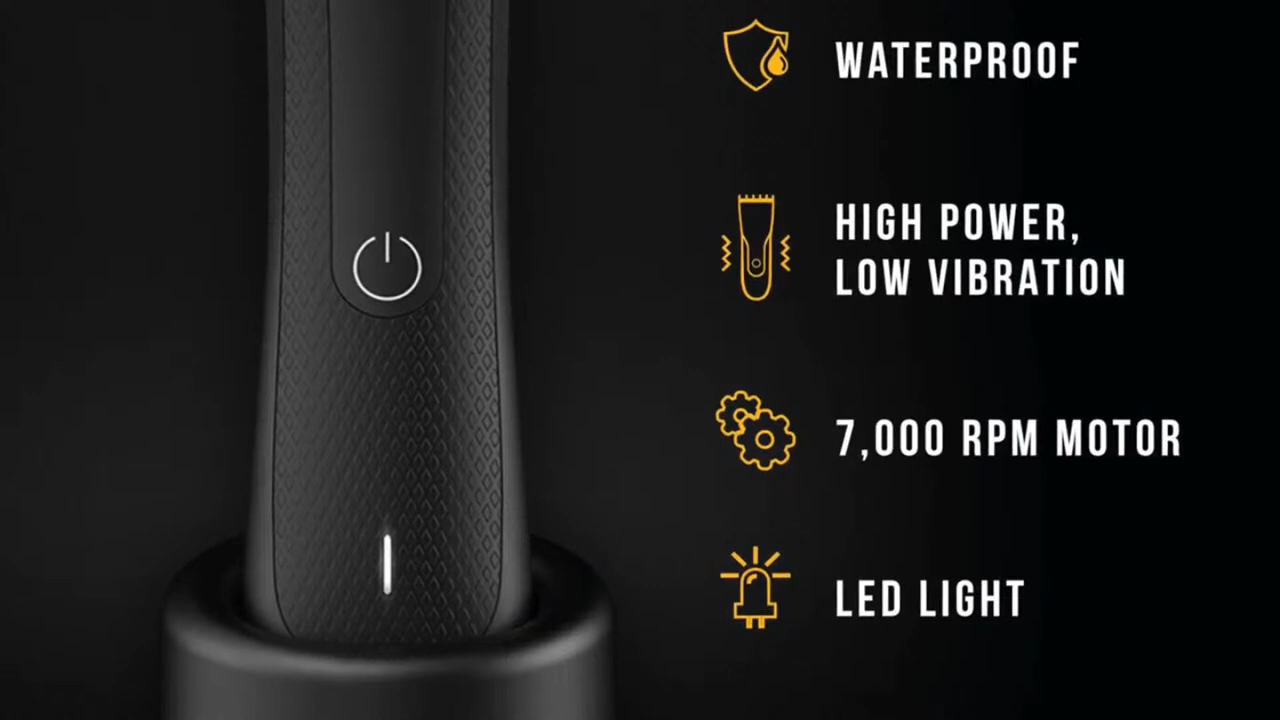 WATERPROOF
HIGH POWER,
LOW VIBRATION
7,000 RPM MOTOR
LED LIGHT